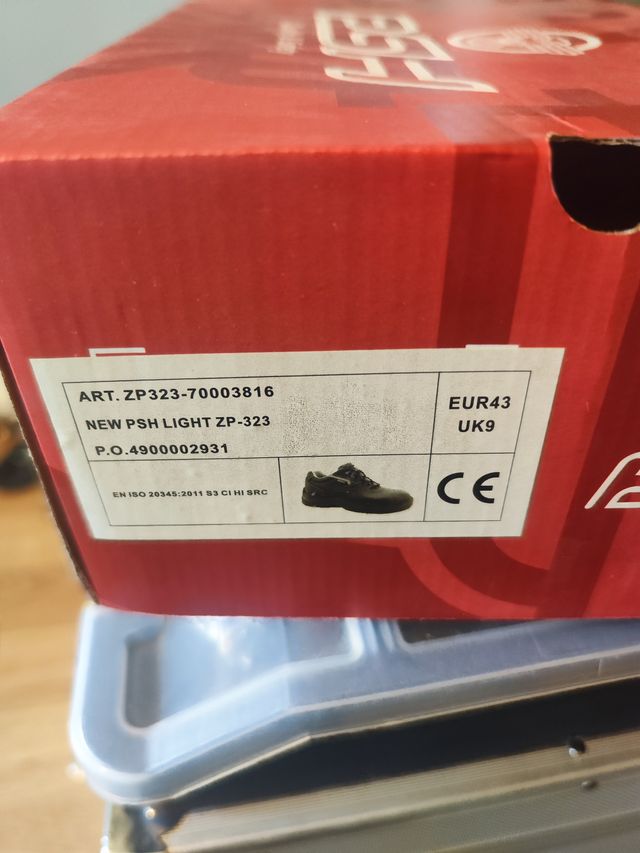 ART. ZP323-70003816
NEW PSH LIGHT ZP-323
P.O.4900002931
EUR43
UK9
EN ISO 20345:2011 S3 CI HI SRC
CE